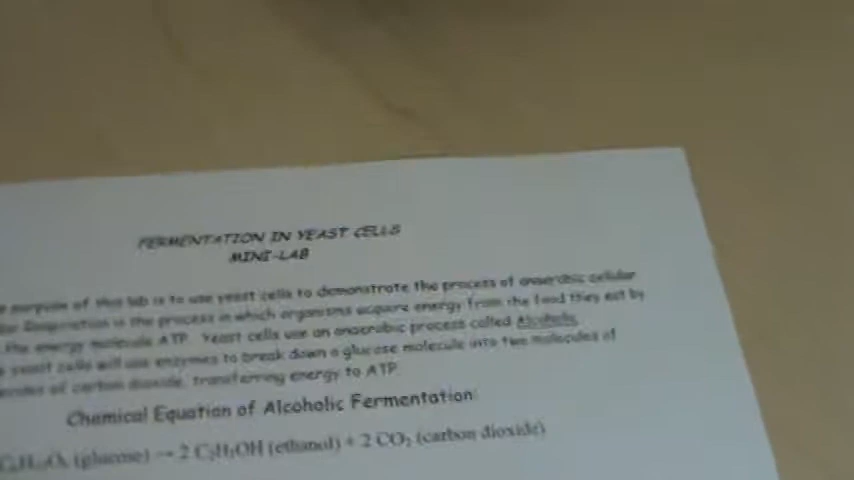 FERMENTATION IN YEAST CELLS
MINI-LAB
purpose of this lab is to use yeast cells to demonstrate the process of anaerobic cellular
Respiration is the process in which organisms acquire energy from the food they eat by
the energy molecule ATP. Yeast cells use an anaerobic process called Alcoholic
yeast cells will use enzymes to break down a glucose molecule into two molecules of
of carbon dioxide, transferring energy to ATP.
Chemical Equation of Alcoholic Fermentation:
C₆H₁₂O₆ (glucose) → 2 C₂H₅OH (ethanol) + 2 CO₂ (carbon dioxide)